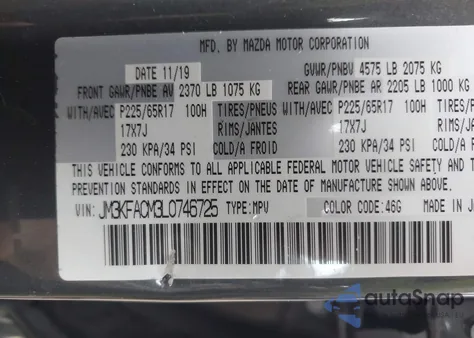 MFD. BY MAZDA MOTOR CORPORATION
DATE 11/19 GVWR/PNBV 4575 LB 2075 KG
FRONT GAWR/PNBE AV 2370 LB 1075 KG REAR GAWR/PNBE AR 2205 LB 1000 KG
WITH/AVEC P225/65R17 100H TIRES/PNEUS WITH/AVEC P225/65R17 100H
17X7J RIMS/JANTES 17X7J
230 KPA/34 PSI COLD/A FROID 230 KPA/34 PSI
THIS VEHICLE CONFORMS TO ALL APPLICABLE FEDERAL MOTOR VEHICLE SAFETY AND
PREVENTION STANDARDS IN EFFECT ON THE DATE OF MANUFACTURE SHOWN ABOVE.
VIN: JM3KFACM3L0746725 TYPE:MPV COLOR CODE:46G MADE IN
autoSnap